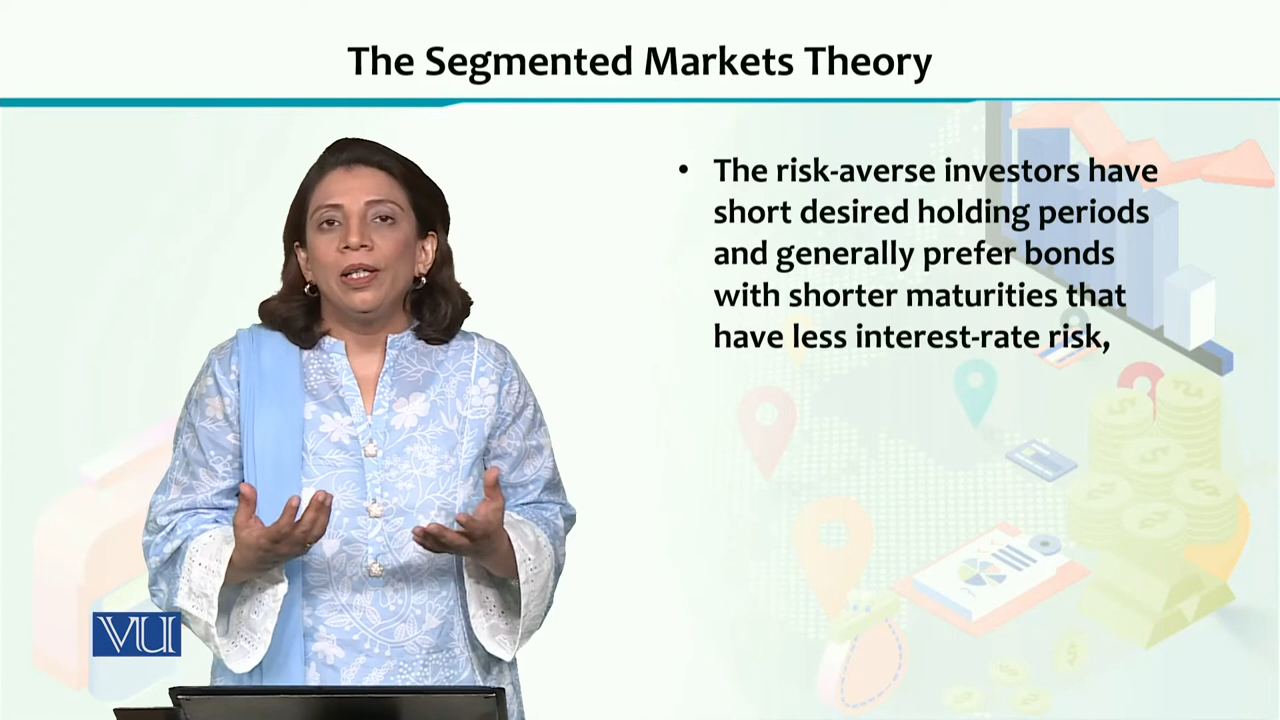 The Segmented Markets Theory
• The risk-averse investors have
short desired holding periods
and generally prefer bonds
with shorter maturities that
have less interest-rate risk,
VU